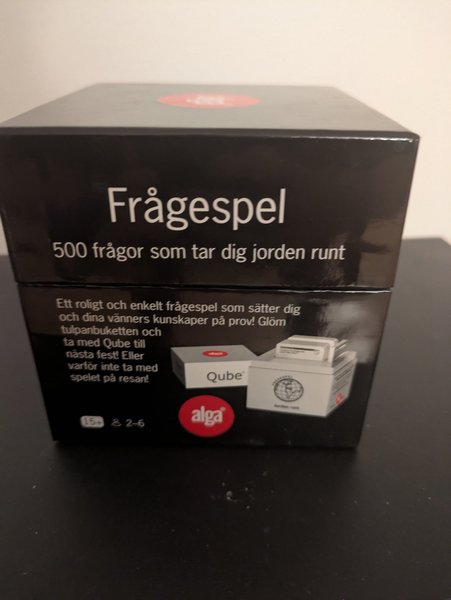 Frågespel
500 frågor som tar dig jorden runt
Ett roligt och enkelt frågespel som sätter dig
och dina vänners kunskaper på prov! Glöm
tulpanbuketten och
ta med Qube till
nästa fest! Eller
varför inte ta med
spelet på resan!
Qube®
alga®
15+ 2-6